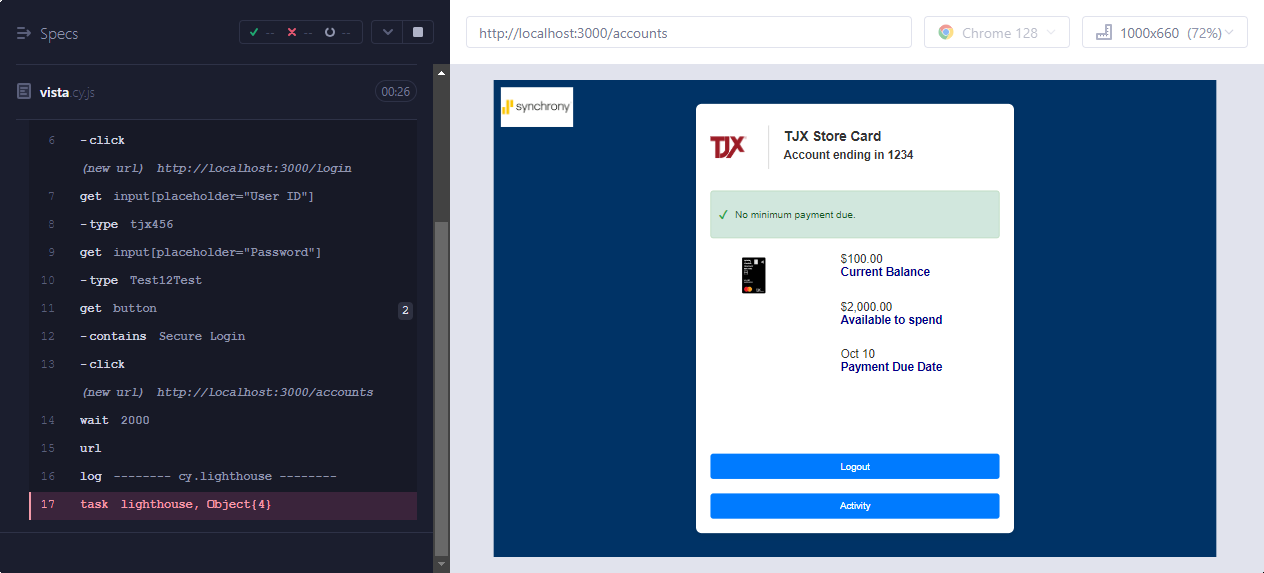 Specs
-- -- --
vista.cy.js
00:26
6 -click
(new url) http://localhost:3000/login
7 get input[placeholder="User ID"]
8 -type tjx456
9 get input[placeholder="Password"]
10 -type Test12Test
11 get button 2
12 -contains Secure Login
13 -click
(new url) http://localhost:3000/accounts
14 wait 2000
15 url
16 log -------- cy.lighthouse --------
17 task lighthouse, Object{4}
http://localhost:3000/accounts
Chrome 128
1000x660 (72%)
synchrony
TJX
TJX Store Card
Account ending in 1234
No minimum payment due.
$100.00
Current Balance
$2,000.00
Available to spend
Oct 10
Payment Due Date
Logout
Activity